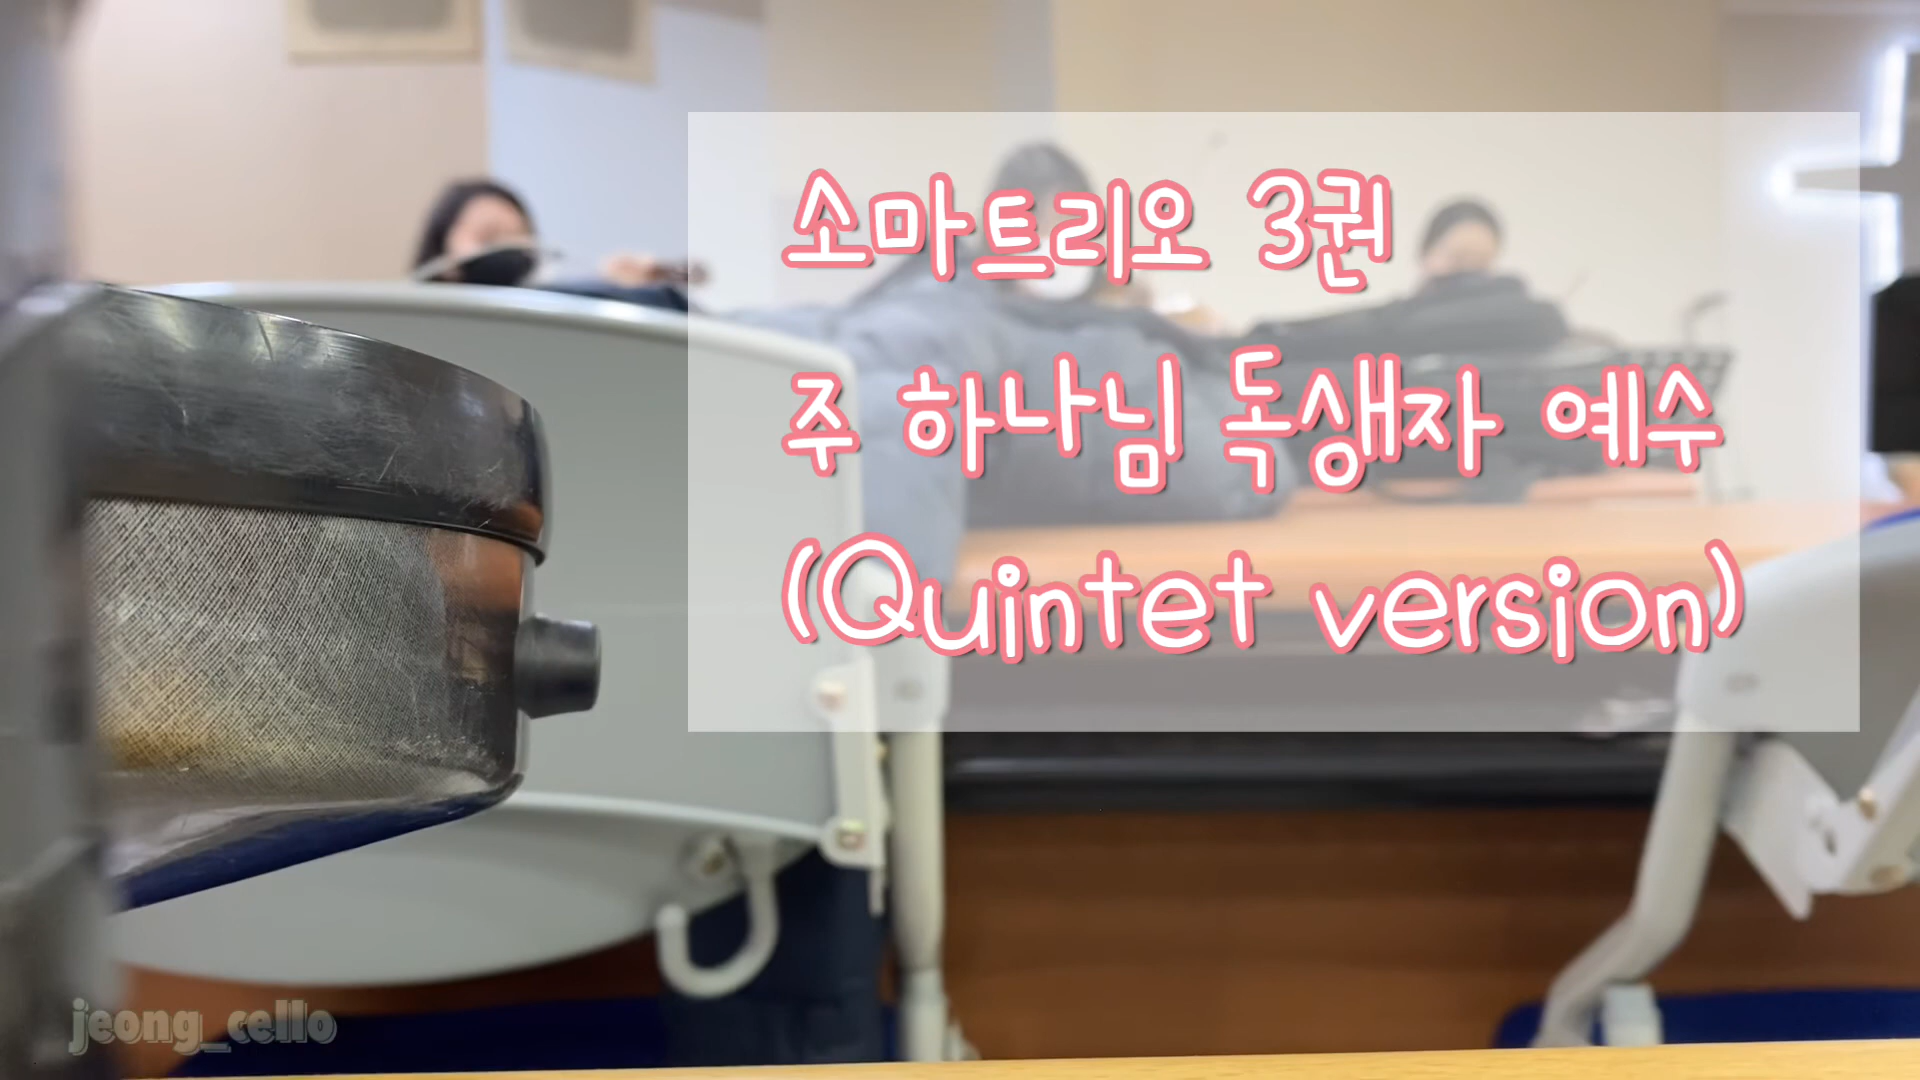 소마트리오 3권
주 하나님 독생자 예수
(Quintet version)
jeong_cello